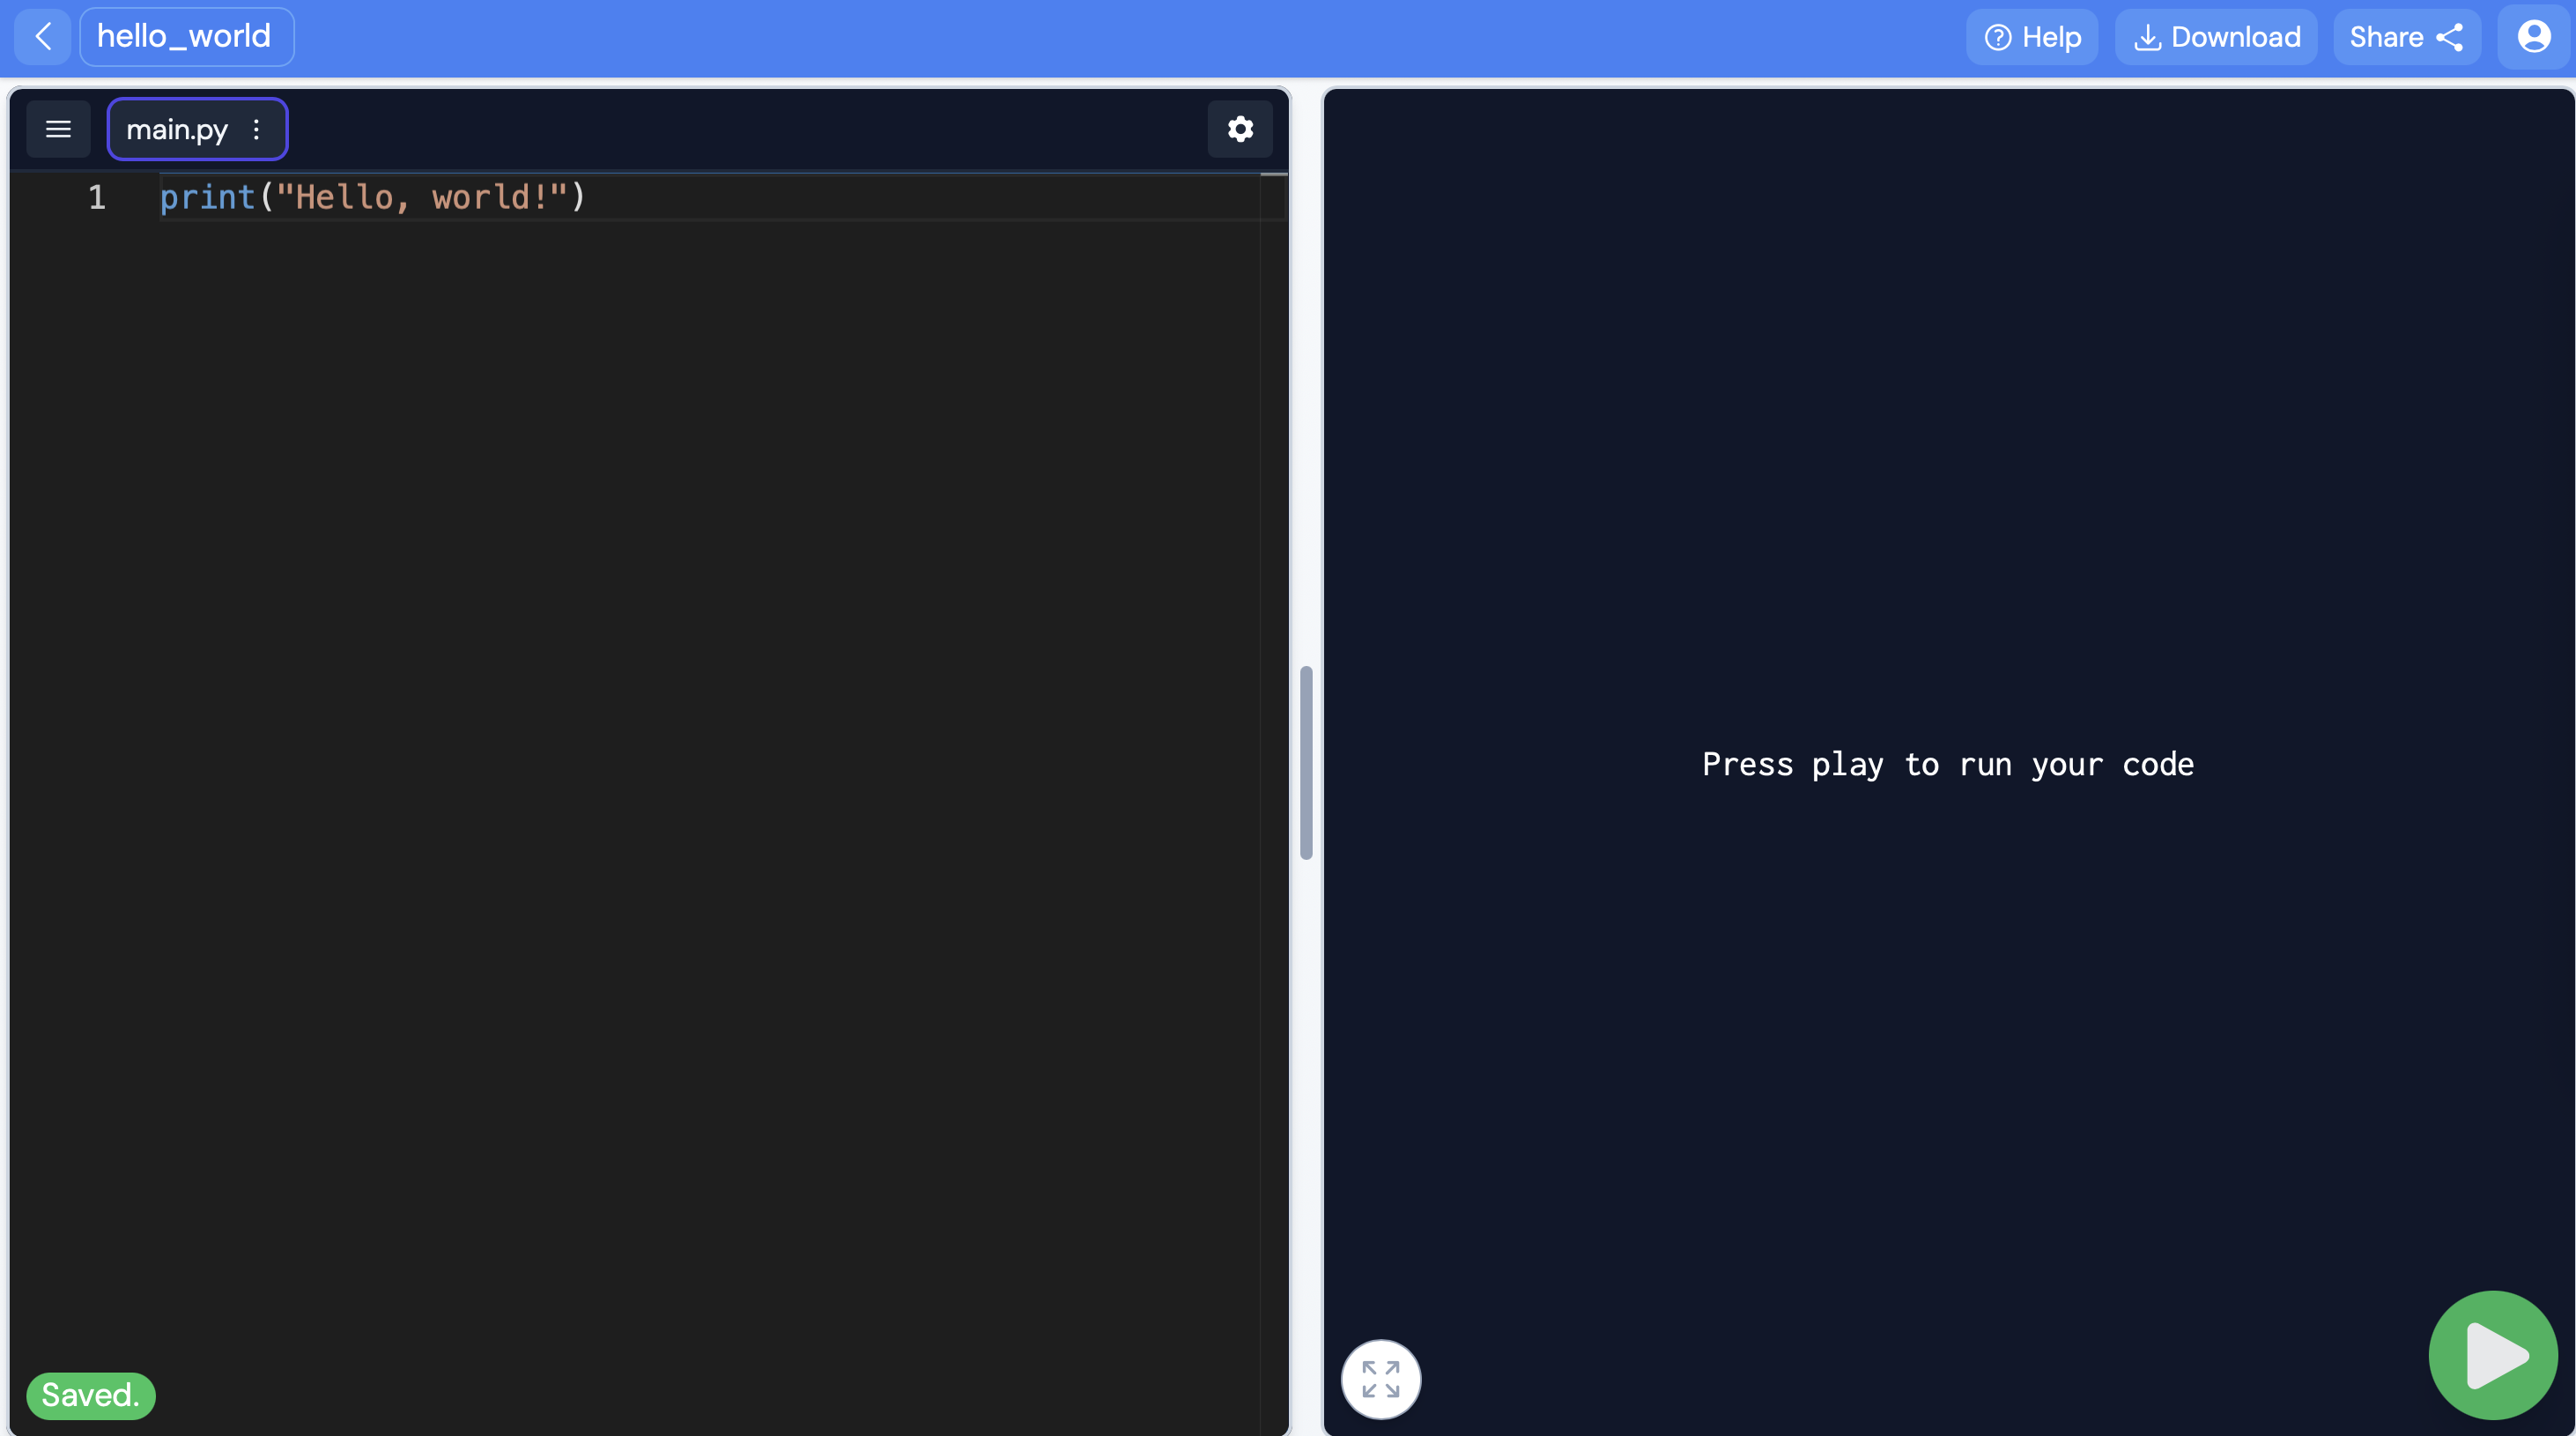 hello_world
Help
Download
Share
main.py
1 print("Hello, world!")
Press play to run your code
Saved.